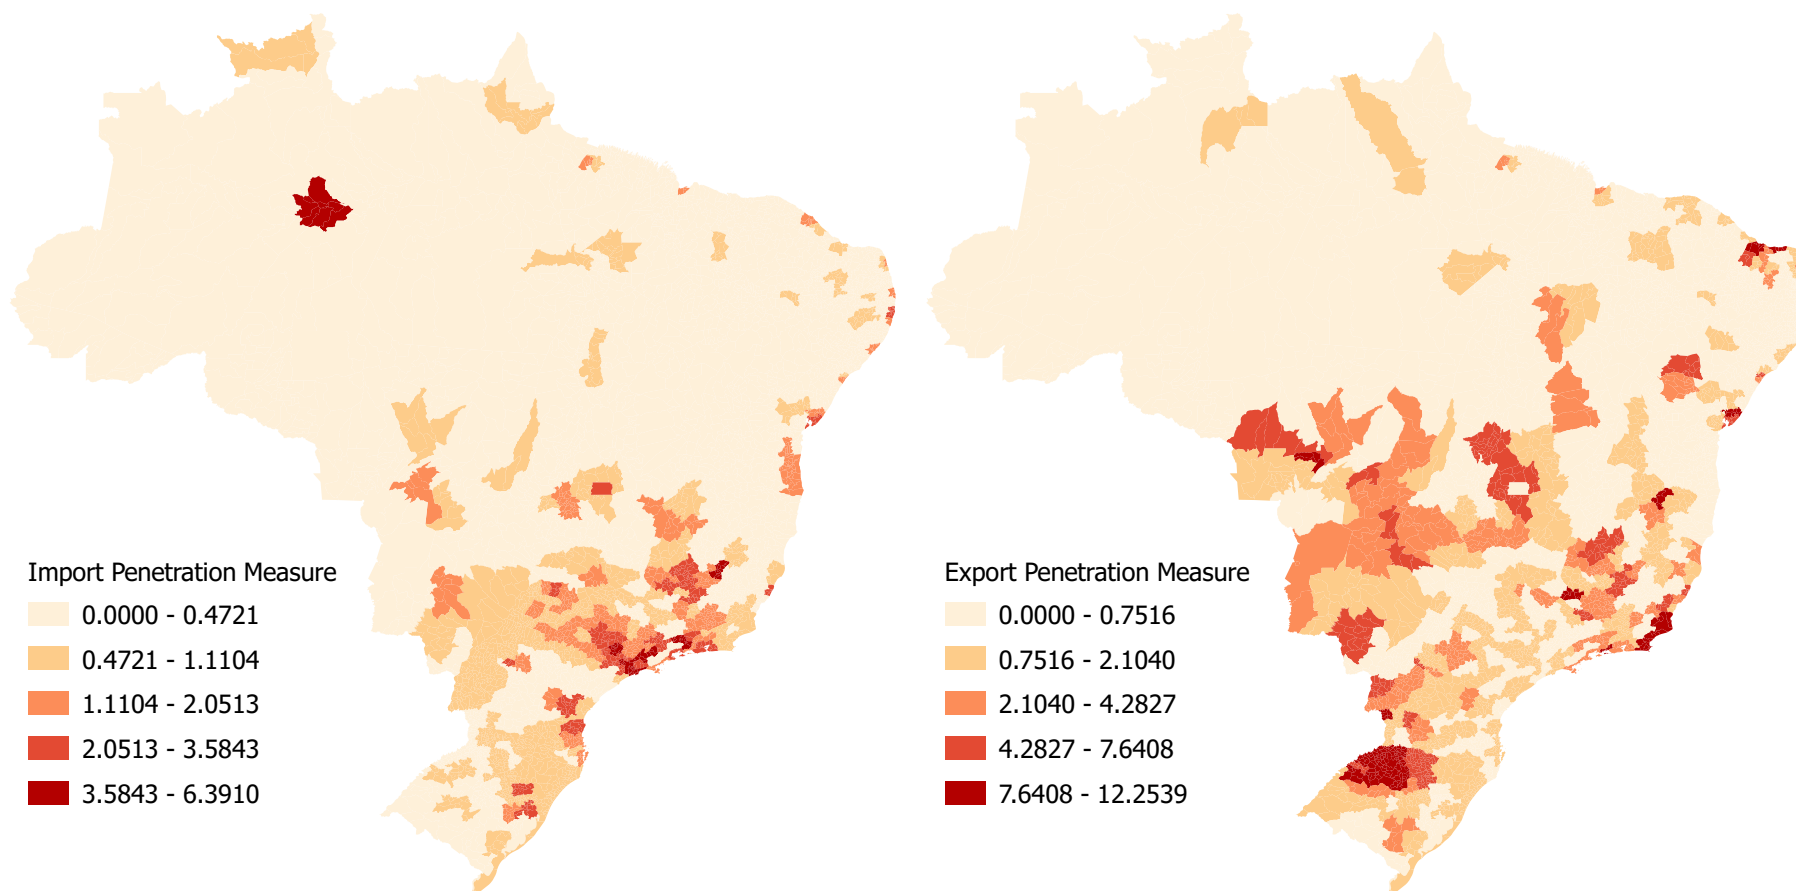 Import Penetration Measure
0.0000 - 0.4721
0.4721 - 1.1104
1.1104 - 2.0513
2.0513 - 3.5843
3.5843 - 6.3910
Export Penetration Measure
0.0000 - 0.7516
0.7516 - 2.1040
2.1040 - 4.2827
4.2827 - 7.6408
7.6408 - 12.2539